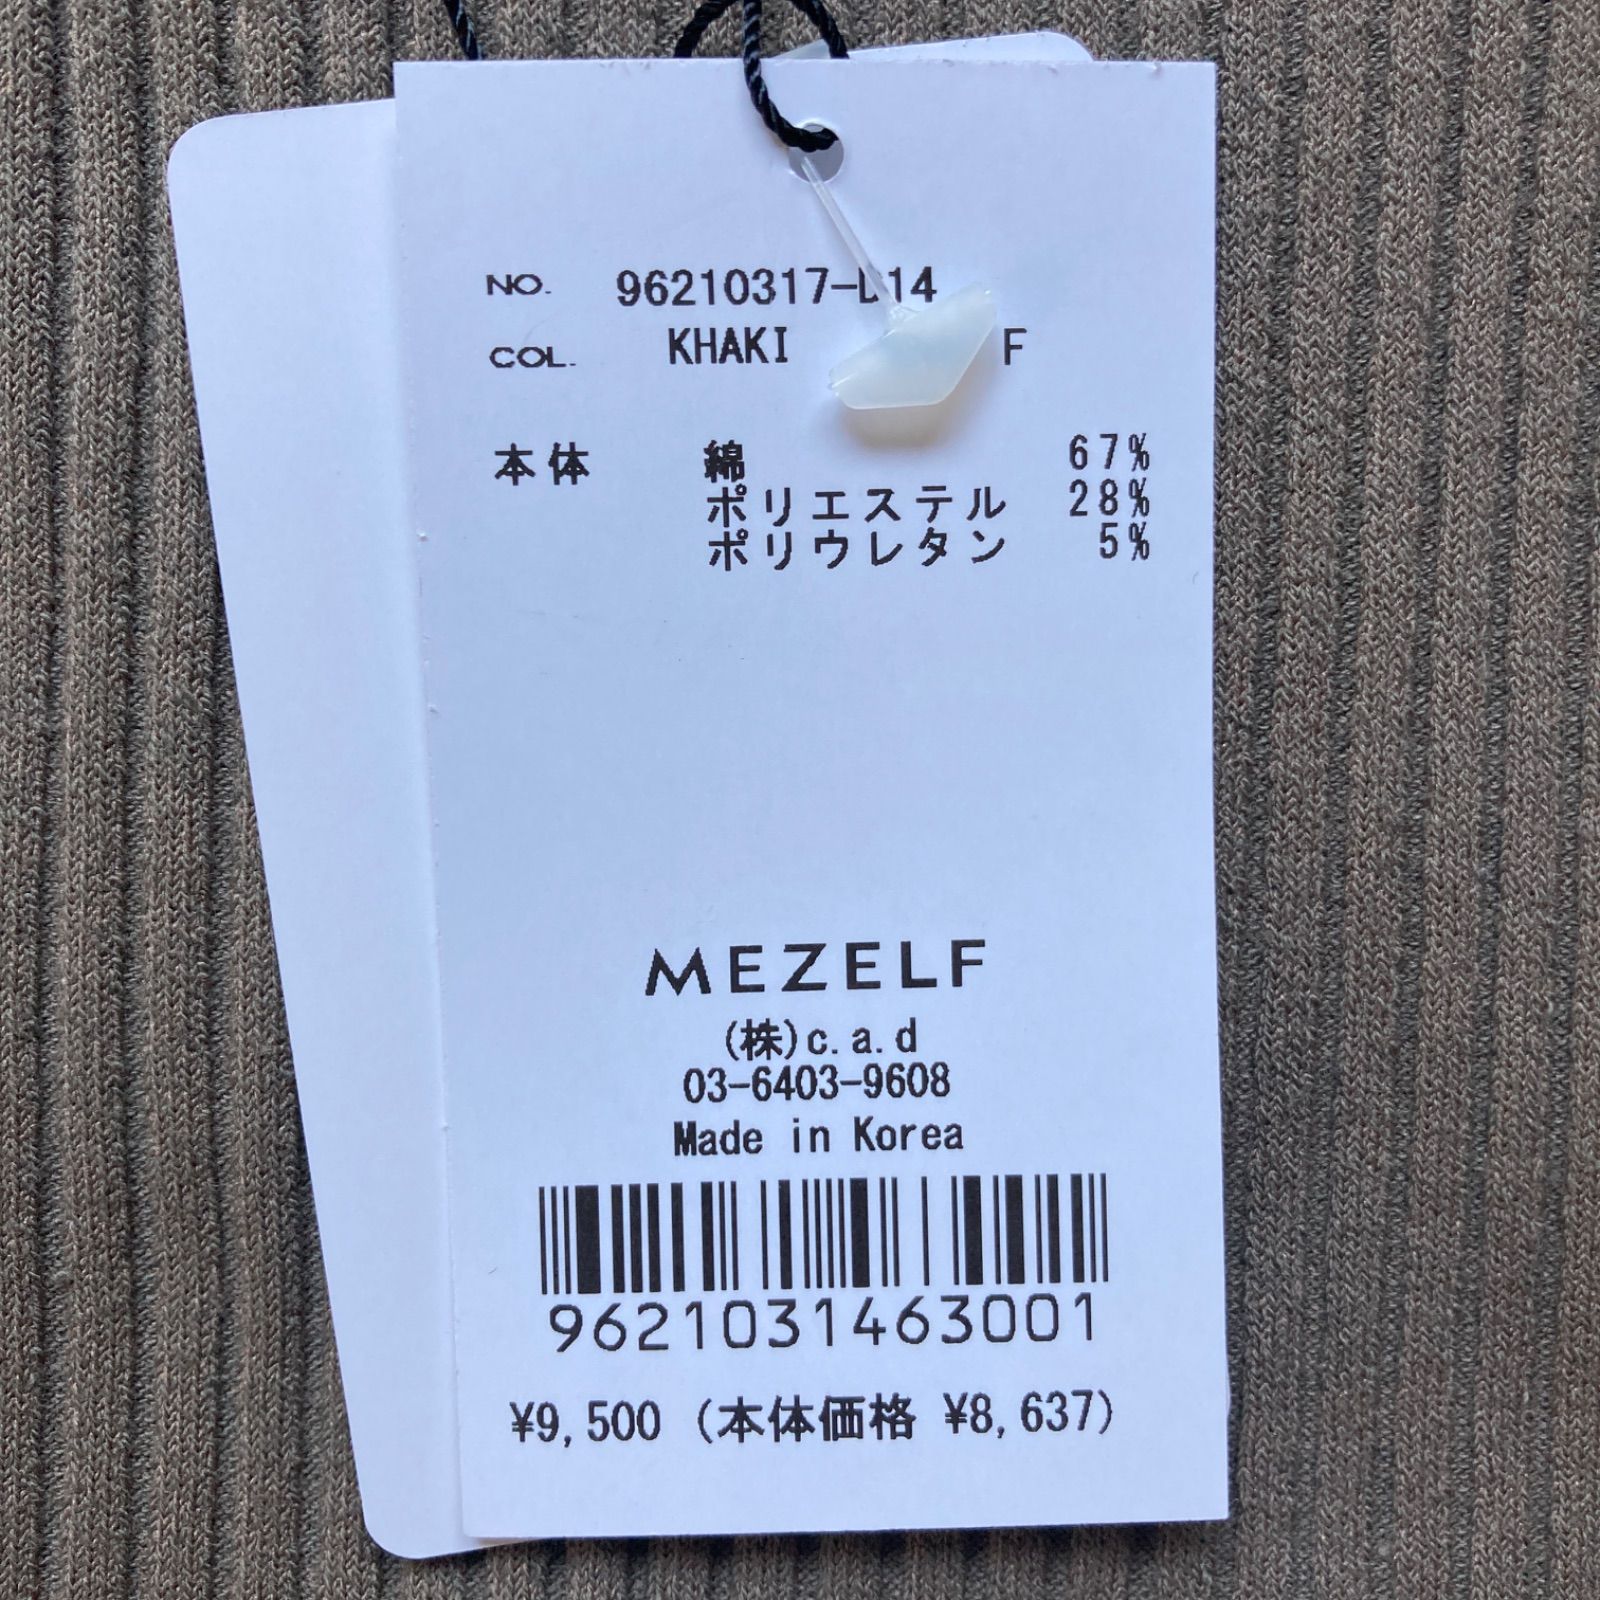 NO. 96210317-D14
COL. KHAKI F
本体 綿 67%
ポリエステル 28%
ポリウレタン 5%
MEZELF
(株)c.a.d
03-6403-9608
Made in Korea
9621031463001
¥9,500 (本体価格 ¥8,637)